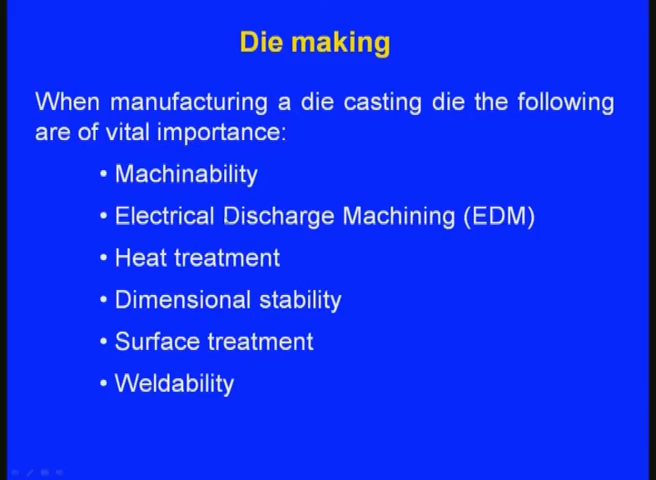 Die making
When manufacturing a die casting die the following
are of vital importance:
• Machinability
• Electrical Discharge Machining (EDM)
• Heat treatment
• Dimensional stability
• Surface treatment
• Weldability